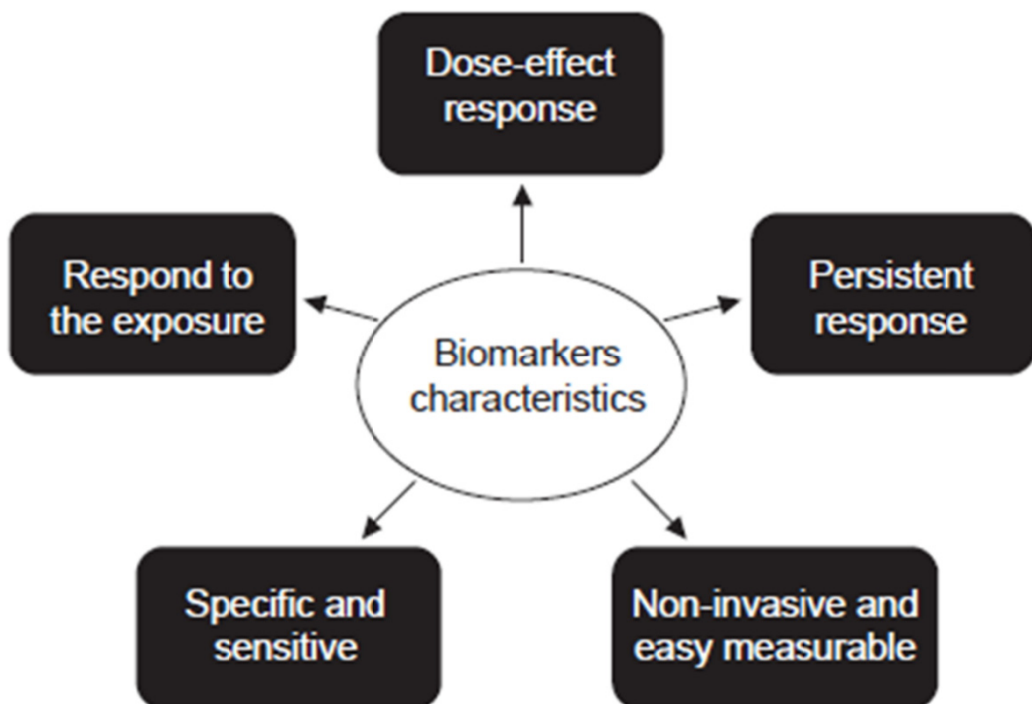 Dose-effect
response
Respond to
the exposure
Persistent
response
Biomarkers
characteristics
Specific and
sensitive
Non-invasive and
easy measurable